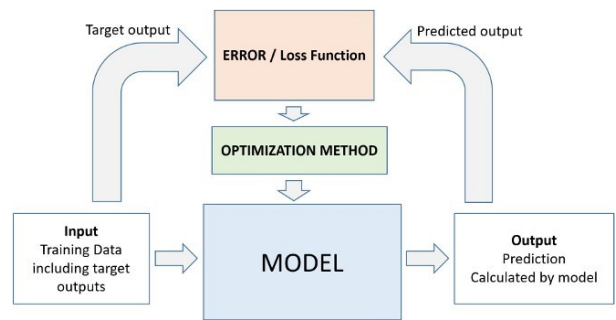 Target output
Predicted output
ERROR / Loss Function
OPTIMIZATION METHOD
Input
Training Data
including target
outputs
MODEL
Output
Prediction
Calculated by model